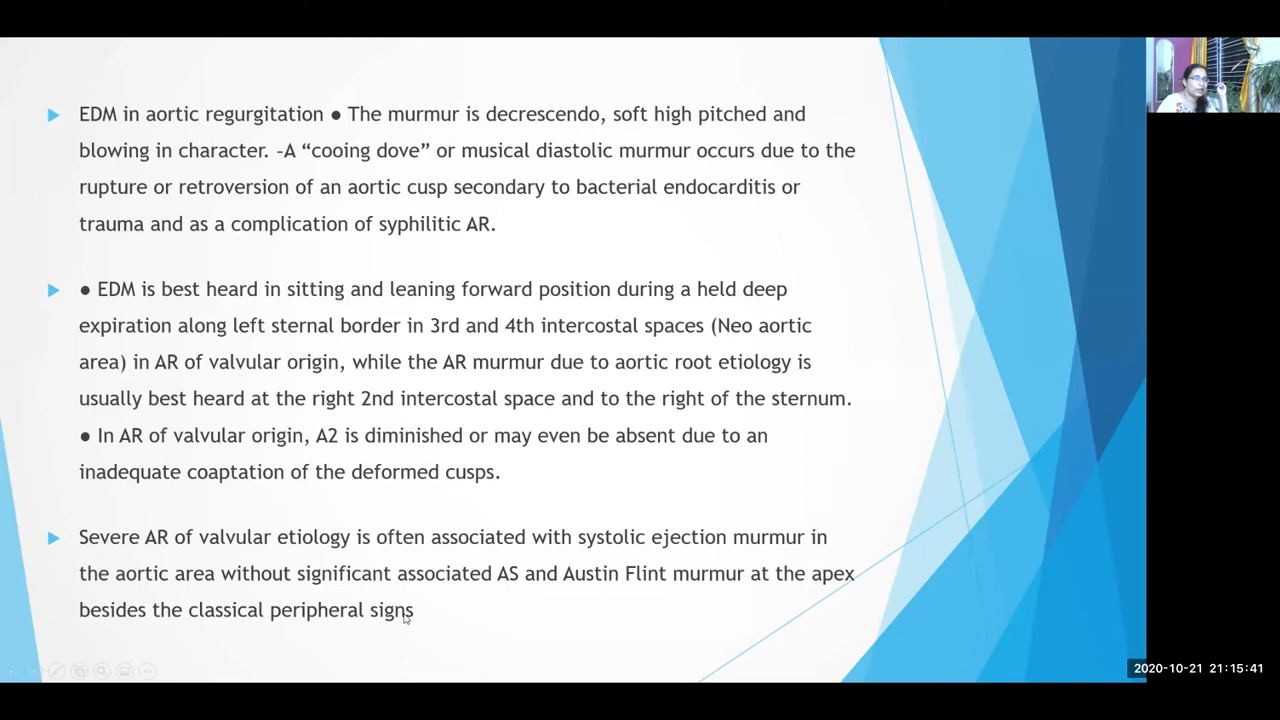 EDM in aortic regurgitation ● The murmur is decrescendo, soft high pitched and
blowing in character. –A “cooing dove” or musical diastolic murmur occurs due to the
rupture or retroversion of an aortic cusp secondary to bacterial endocarditis or
trauma and as a complication of syphilitic AR.
● EDM is best heard in sitting and leaning forward position during a held deep
expiration along left sternal border in 3rd and 4th intercostal spaces (Neo aortic
area) in AR of valvular origin, while the AR murmur due to aortic root etiology is
usually best heard at the right 2nd intercostal space and to the right of the sternum.
● In AR of valvular origin, A2 is diminished or may even be absent due to an
inadequate coaptation of the deformed cusps.
Severe AR of valvular etiology is often associated with systolic ejection murmur in
the aortic area without significant associated AS and Austin Flint murmur at the apex
besides the classical peripheral signs
2020-10-21 21:15:41